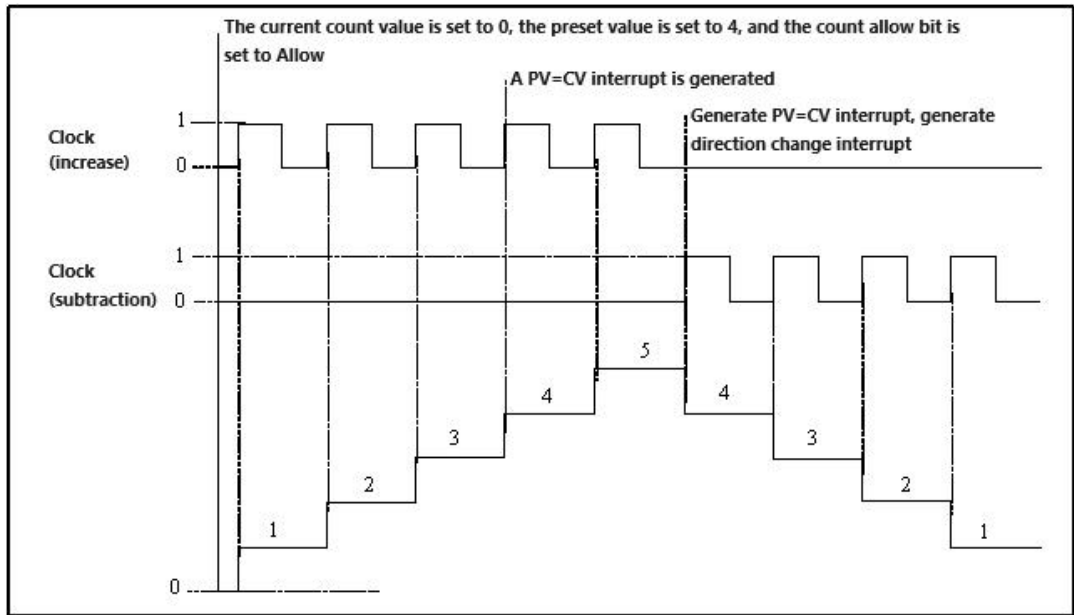 The current count value is set to 0, the preset value is set to 4, and the count allow bit is
set to Allow
A PV=CV interrupt is generated
Generate PV=CV interrupt, generate
direction change interrupt
Clock
(increase)
1
0
Clock
(subtraction)
1
0
5
4
4
3
3
2
2
1
1
0